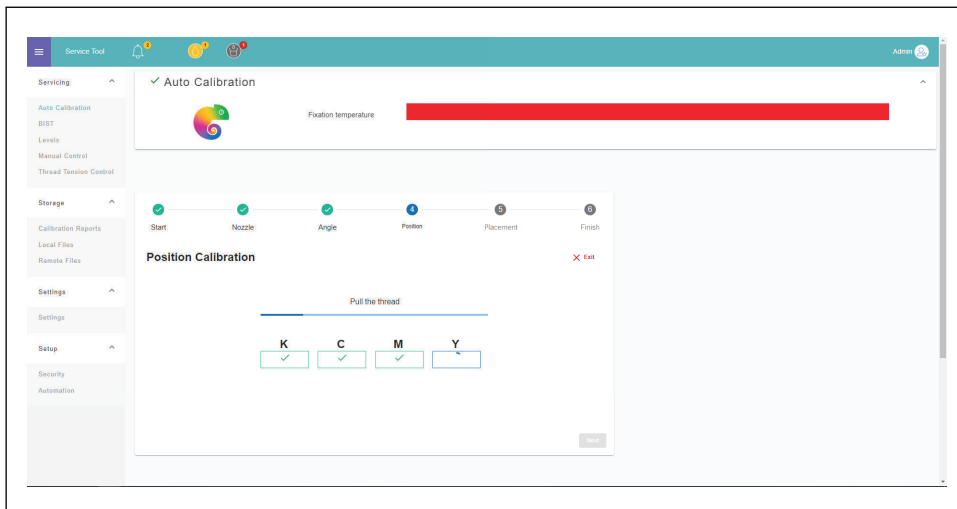 Service Tool
3
1
1
Admin
Servicing
Auto Calibration
BIST
Levels
Manual Control
Thread Tension Control
Storage
Calibration Reports
Local Files
Remote Files
Settings
Settings
Setup
Security
Automation
Auto Calibration
Fixation temperature
4 5 6
Start Nozzle Angle Position Placement Finish
Position Calibration
Exit
Pull the thread
K C M Y
Next